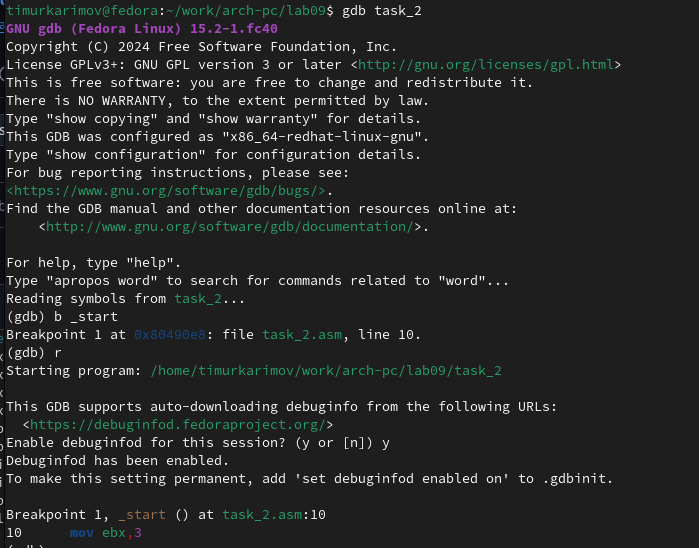 timurkarimov@fedora:~/work/arch-pc/lab09$ gdb task_2
GNU gdb (Fedora Linux) 15.2-1.fc40
Copyright (C) 2024 Free Software Foundation, Inc.
License GPLv3+: GNU GPL version 3 or later <http://gnu.org/licenses/gpl.html>
This is free software: you are free to change and redistribute it.
There is NO WARRANTY, to the extent permitted by law.
Type "show copying" and "show warranty" for details.
This GDB was configured as "x86_64-redhat-linux-gnu".
Type "show configuration" for configuration details.
For bug reporting instructions, please see:
<https://www.gnu.org/software/gdb/bugs/>.
Find the GDB manual and other documentation resources online at:
    <http://www.gnu.org/software/gdb/documentation/>.

For help, type "help".
Type "apropos word" to search for commands related to "word"...
Reading symbols from task_2...
(gdb) b _start
Breakpoint 1 at 0x80490e8: file task_2.asm, line 10.
(gdb) r
Starting program: /home/timurkarimov/work/arch-pc/lab09/task_2

This GDB supports auto-downloading debuginfo from the following URLs:
  <https://debuginfod.fedoraproject.org/>
Enable debuginfod for this session? (y or [n]) y
Debuginfod has been enabled.
To make this setting permanent, add 'set debuginfod enabled on' to .gdbinit.

Breakpoint 1, _start () at task_2.asm:10
10      mov ebx,3